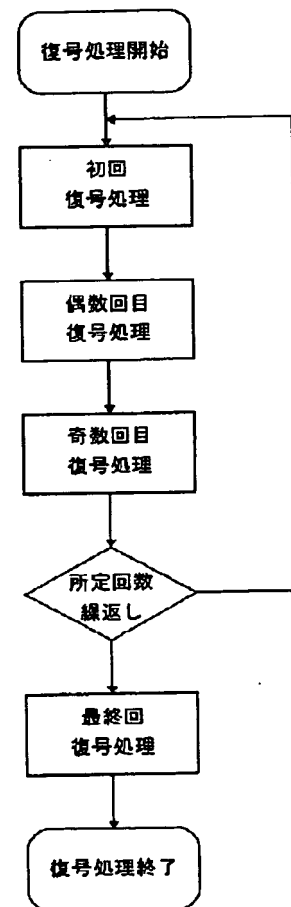 復号処理開始
初回
復号処理
偶数回目
復号処理
奇数回目
復号処理
所定回数
繰返し
最終回
復号処理
復号処理終了